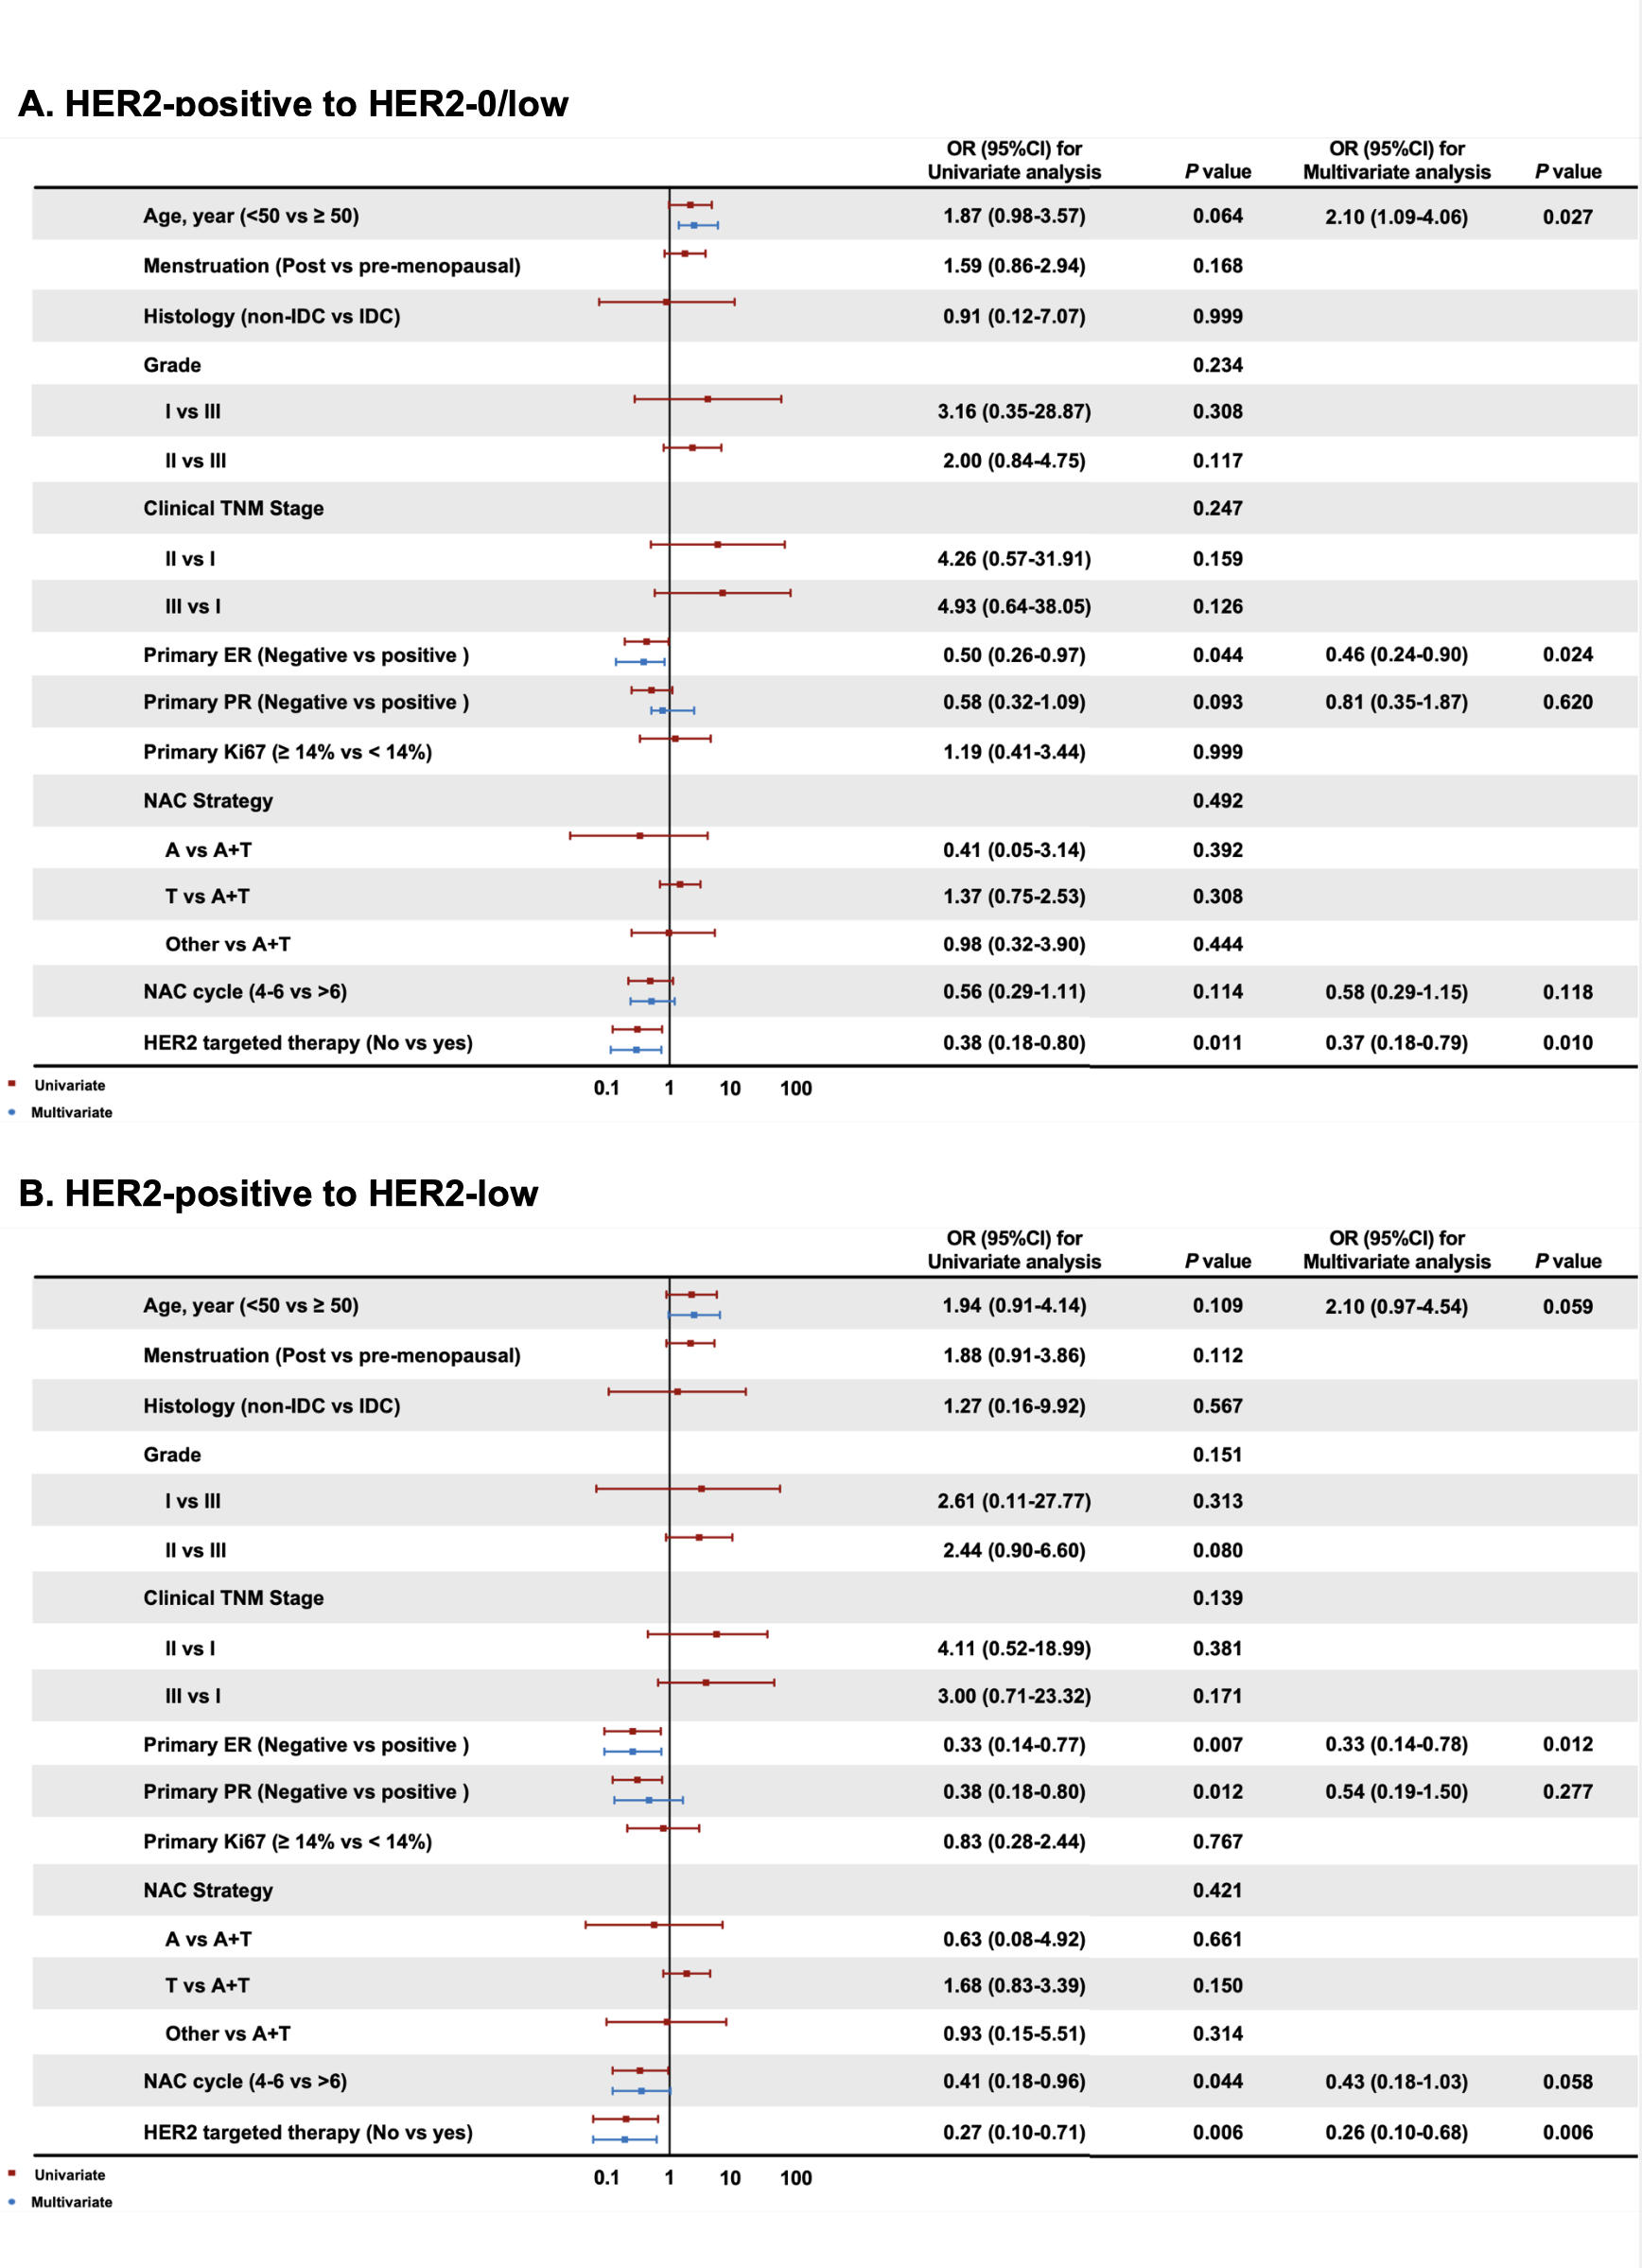 A. HER2-positive to HER2-0/low
OR (95%CI) for Univariate analysis P value OR (95%CI) for Multivariate analysis P value
Age, year (<50 vs ≥ 50) 1.87 (0.98-3.57) 0.064 2.10 (1.09-4.06) 0.027
Menstruation (Post vs pre-menopausal) 1.59 (0.86-2.94) 0.168
Histology (non-IDC vs IDC) 0.91 (0.12-7.07) 0.999
Grade 0.234
I vs III 3.16 (0.35-28.87) 0.308
II vs III 2.00 (0.84-4.75) 0.117
Clinical TNM Stage 0.247
II vs I 4.26 (0.57-31.91) 0.159
III vs I 4.93 (0.64-38.05) 0.126
Primary ER (Negative vs positive ) 0.50 (0.26-0.97) 0.044 0.46 (0.24-0.90) 0.024
Primary PR (Negative vs positive ) 0.58 (0.32-1.09) 0.093 0.81 (0.35-1.87) 0.620
Primary Ki67 (≥ 14% vs < 14%) 1.19 (0.41-3.44) 0.999
NAC Strategy 0.492
A vs A+T 0.41 (0.05-3.14) 0.392
T vs A+T 1.37 (0.75-2.53) 0.308
Other vs A+T 0.98 (0.32-3.90) 0.444
NAC cycle (4-6 vs >6) 0.56 (0.29-1.11) 0.114 0.58 (0.29-1.15) 0.118
HER2 targeted therapy (No vs yes) 0.38 (0.18-0.80) 0.011 0.37 (0.18-0.79) 0.010
Univariate 0.1 1 10 100
Multivariate
B. HER2-positive to HER2-low
OR (95%CI) for Univariate analysis P value OR (95%CI) for Multivariate analysis P value
Age, year (<50 vs ≥ 50) 1.94 (0.91-4.14) 0.109 2.10 (0.97-4.54) 0.059
Menstruation (Post vs pre-menopausal) 1.88 (0.91-3.86) 0.112
Histology (non-IDC vs IDC) 1.27 (0.16-9.92) 0.567
Grade 0.151
I vs III 2.61 (0.11-27.77) 0.313
II vs III 2.44 (0.90-6.60) 0.080
Clinical TNM Stage 0.139
II vs I 4.11 (0.52-18.99) 0.381
III vs I 3.00 (0.71-23.32) 0.171
Primary ER (Negative vs positive ) 0.33 (0.14-0.77) 0.007 0.33 (0.14-0.78) 0.012
Primary PR (Negative vs positive ) 0.38 (0.18-0.80) 0.012 0.54 (0.19-1.50) 0.277
Primary Ki67 (≥ 14% vs < 14%) 0.83 (0.28-2.44) 0.767
NAC Strategy 0.421
A vs A+T 0.63 (0.08-4.92) 0.661
T vs A+T 1.68 (0.83-3.39) 0.150
Other vs A+T 0.93 (0.15-5.51) 0.314
NAC cycle (4-6 vs >6) 0.41 (0.18-0.96) 0.044 0.43 (0.18-1.03) 0.058
HER2 targeted therapy (No vs yes) 0.27 (0.10-0.71) 0.006 0.26 (0.10-0.68) 0.006
Univariate 0.1 1 10 100
Multivariate